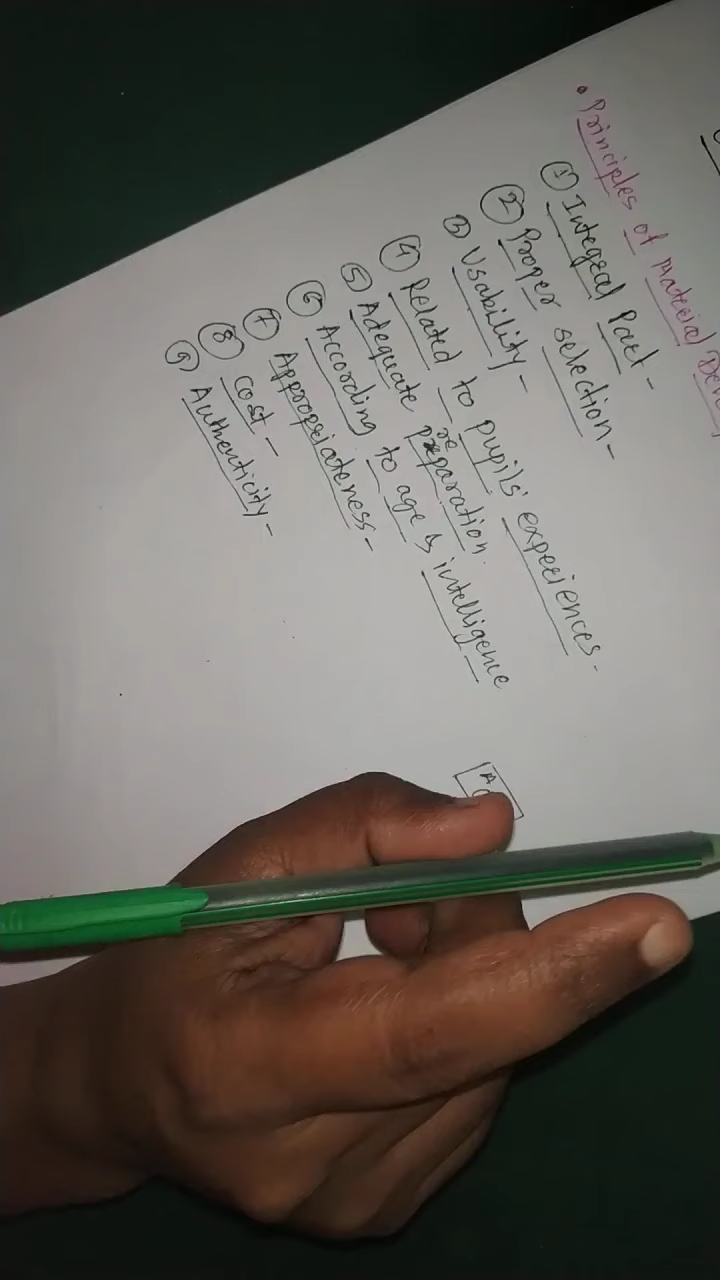 • Principles of Material
① Integral Part -
② Proper selection -
③ Usability -
④ Related to pupils' experiences -
⑤ Adequate preparation.
⑥ According to age & intelligence
⑦ Appropriateness -
⑧ Cost -
⑨ Authenticity -